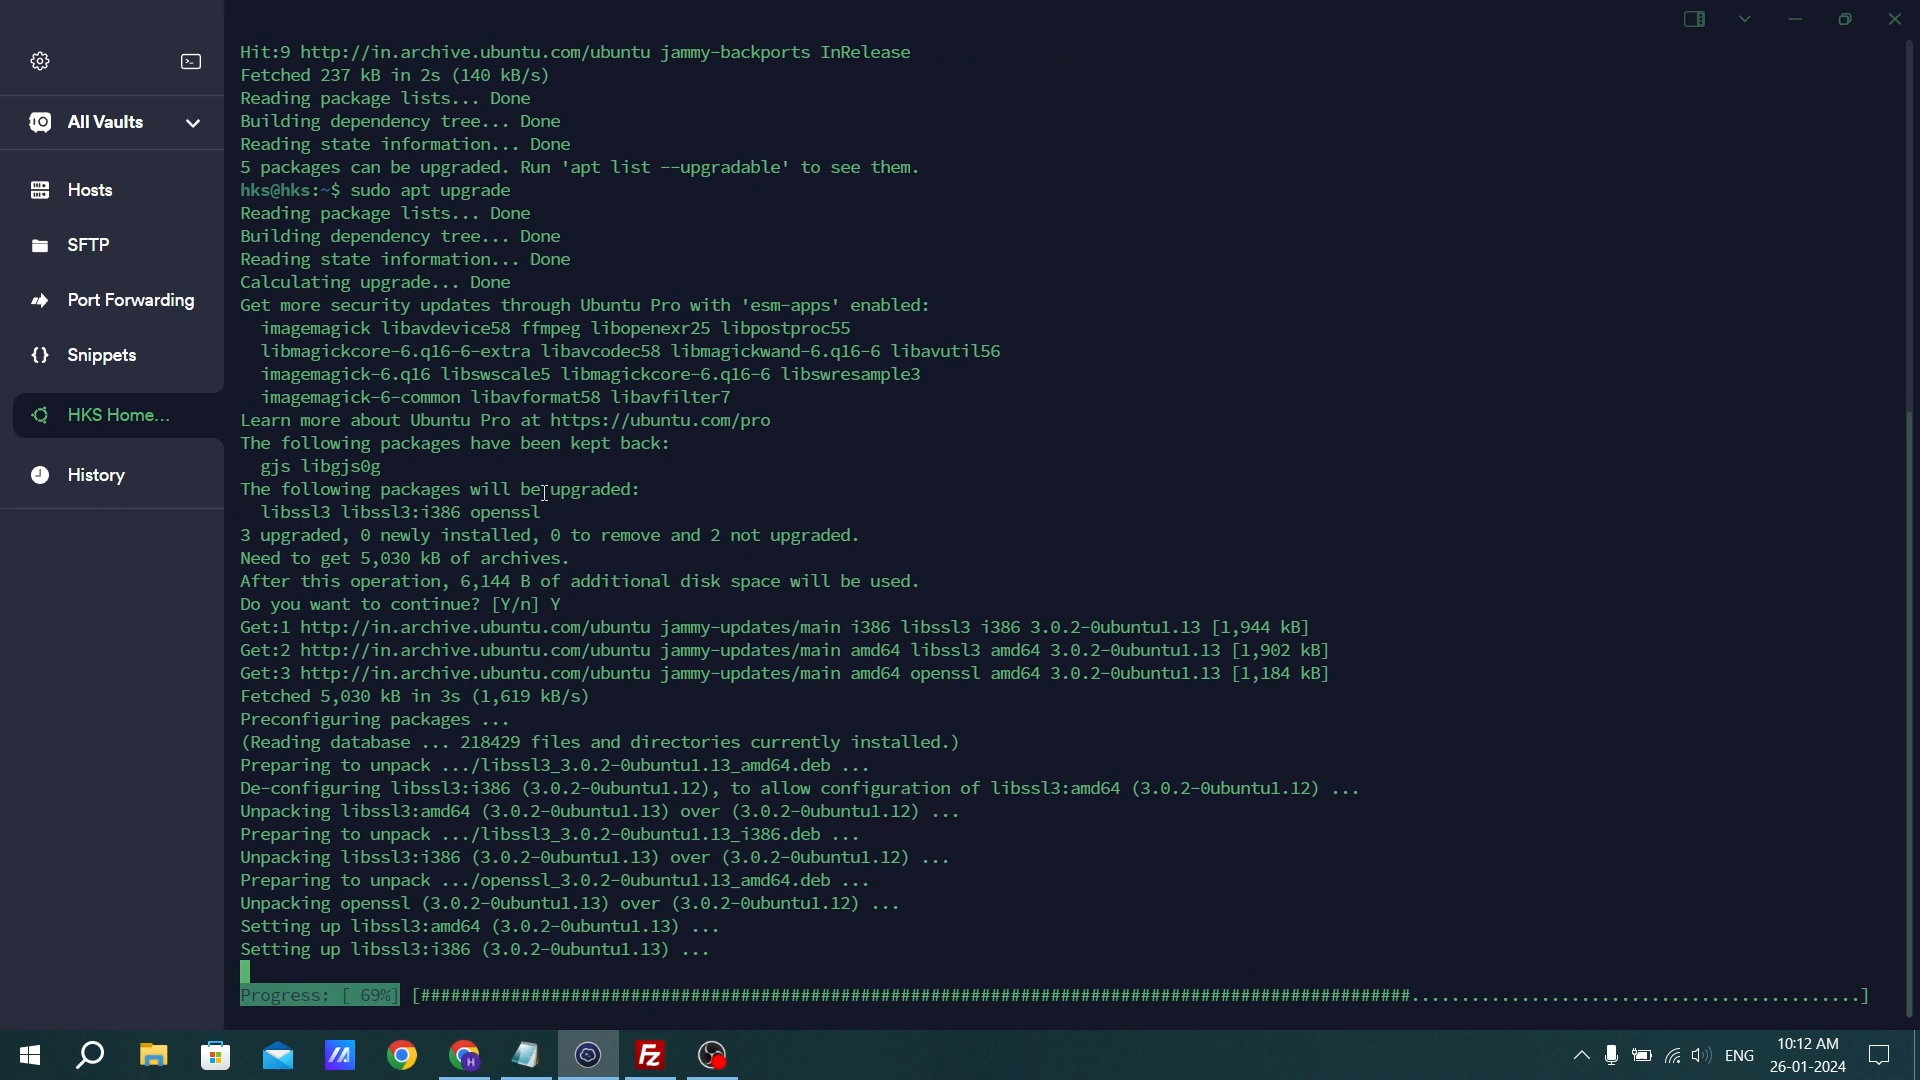 Hit:9 http://in.archive.ubuntu.com/ubuntu jammy-backports InRelease
Fetched 237 kB in 2s (140 kB/s)
Reading package lists... Done
Building dependency tree... Done
Reading state information... Done
5 packages can be upgraded. Run 'apt list --upgradable' to see them.
hks@hks:~$ sudo apt upgrade
Reading package lists... Done
Building dependency tree... Done
Reading state information... Done
Calculating upgrade... Done
Get more security updates through Ubuntu Pro with 'esm-apps' enabled:
imagemagick libavdevice58 ffmpeg libopenexr25 libpostproc55
libmagickcore-6.q16-6-extra libavcodec58 libmagickwand-6.q16-6 libavutil56
imagemagick-6.q16 libswscale5 libmagickcore-6.q16-6 libswresample3
imagemagick-6-common libavformat58 libavfilter7
Learn more about Ubuntu Pro at https://ubuntu.com/pro
The following packages have been kept back:
gjs libgjs0g
The following packages will be upgraded:
libssl3 libssl3:i386 openssl
3 upgraded, 0 newly installed, 0 to remove and 2 not upgraded.
Need to get 5,030 kB of archives.
After this operation, 6,144 B of additional disk space will be used.
Do you want to continue? [Y/n] Y
Get:1 http://in.archive.ubuntu.com/ubuntu jammy-updates/main i386 libssl3 i386 3.0.2-0ubuntu1.13 [1,944 kB]
Get:2 http://in.archive.ubuntu.com/ubuntu jammy-updates/main amd64 libssl3 amd64 3.0.2-0ubuntu1.13 [1,902 kB]
Get:3 http://in.archive.ubuntu.com/ubuntu jammy-updates/main amd64 openssl amd64 3.0.2-0ubuntu1.13 [1,184 kB]
Fetched 5,030 kB in 3s (1,619 kB/s)
Preconfiguring packages ...
(Reading database ... 218429 files and directories currently installed.)
Preparing to unpack .../libssl3_3.0.2-0ubuntu1.13_amd64.deb ...
De-configuring libssl3:i386 (3.0.2-0ubuntu1.12), to allow configuration of libssl3:amd64 (3.0.2-0ubuntu1.12) ...
Unpacking libssl3:amd64 (3.0.2-0ubuntu1.13) over (3.0.2-0ubuntu1.12) ...
Preparing to unpack .../libssl3_3.0.2-0ubuntu1.13_i386.deb ...
Unpacking libssl3:i386 (3.0.2-0ubuntu1.13) over (3.0.2-0ubuntu1.12) ...
Preparing to unpack .../openssl_3.0.2-0ubuntu1.13_amd64.deb ...
Unpacking openssl (3.0.2-0ubuntu1.13) over (3.0.2-0ubuntu1.12) ...
Setting up libssl3:amd64 (3.0.2-0ubuntu1.13) ...
Setting up libssl3:i386 (3.0.2-0ubuntu1.13) ...
Progress: [ 69%] [###################################################################################################.............................................]
All Vaults
Hosts
SFTP
Port Forwarding
Snippets
HKS Home...
History
ENG
10:12 AM
26-01-2024